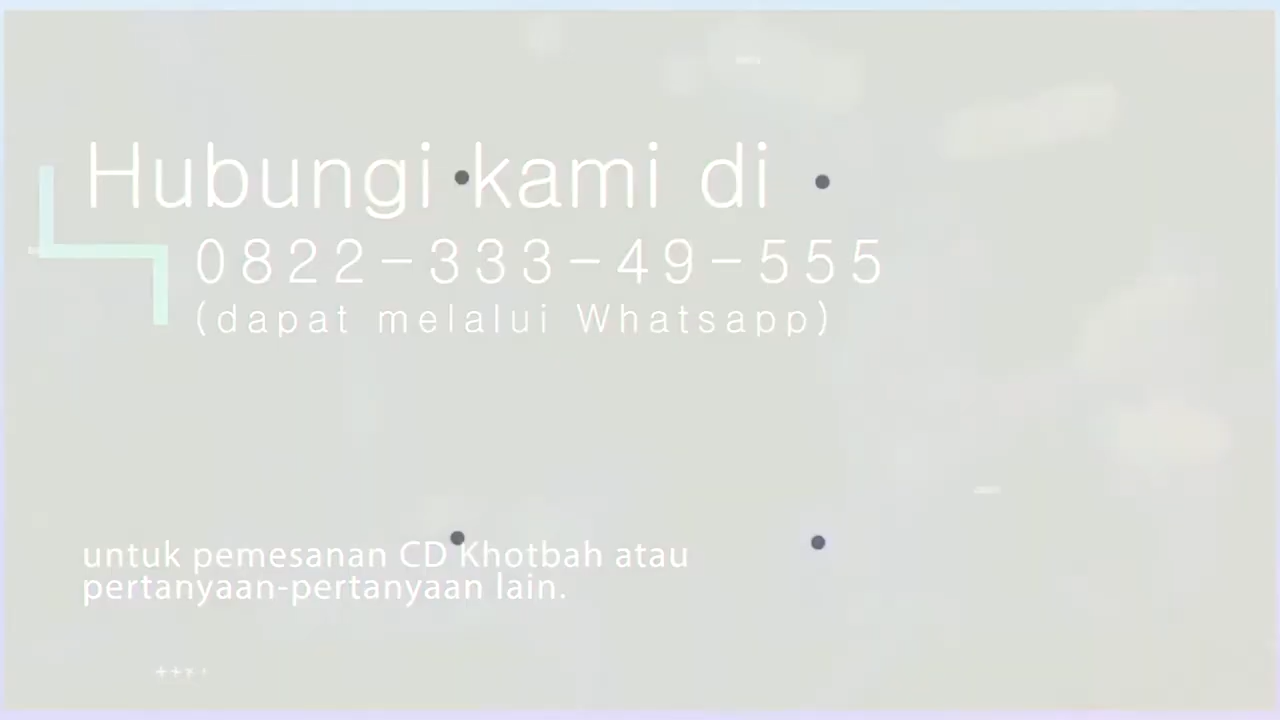 Hubungi kami di
0822-333-49-555
(dapat melalui Whatsapp)
untuk pemesanan CD Khotbah atau
pertanyaan-pertanyaan lain.